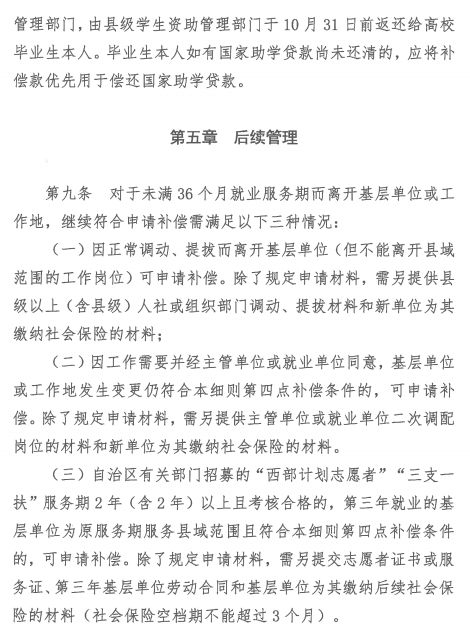 管理部门，由县级学生资助管理部门于 10 月 31 日前返还给高校
毕业生本人。毕业生本人如有国家助学贷款尚未还清的，应将补
偿款优先用于偿还国家助学贷款。
第五章 后续管理
第九条 对于未满 36 个月就业服务期而离开基层单位或工
作地，继续符合申请补偿需满足以下三种情况：
（一）因正常调动、提拔而离开基层单位（但不能离开县域
范围的工作岗位）可申请补偿。除了规定申请材料，需另提供县
级以上（含县级）人社或组织部门调动、提拔材料和新单位为其
缴纳社会保险的材料；
（二）因工作需要并经主管单位或就业单位同意，基层单位
或工作地发生变更仍符合本细则第四点补偿条件的，可申请补
偿。除了规定申请材料，需另提供主管单位或就业单位二次调配
岗位的材料和新单位为其缴纳社会保险的材料。
（三）自治区有关部门招募的“西部计划志愿者”“三支一
扶”服务期 2 年（含 2 年）以上且考核合格的，第三年就业的基
层单位为原服务期服务县域范围且符合本细则第四点补偿条件
的，可申请补偿。除了规定申请材料，需另提交志愿者证书或服
务证、第三年基层单位劳动合同和基层单位为其缴纳后续社会保
险的材料（社会保险空档期不能超过 3 个月）。